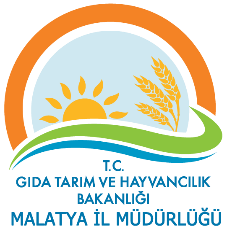 T.C.
GIDA TARIM VE HAYVANCILIK
BAKANLIĞI
MALATYA İL MÜDÜRLÜĞÜ